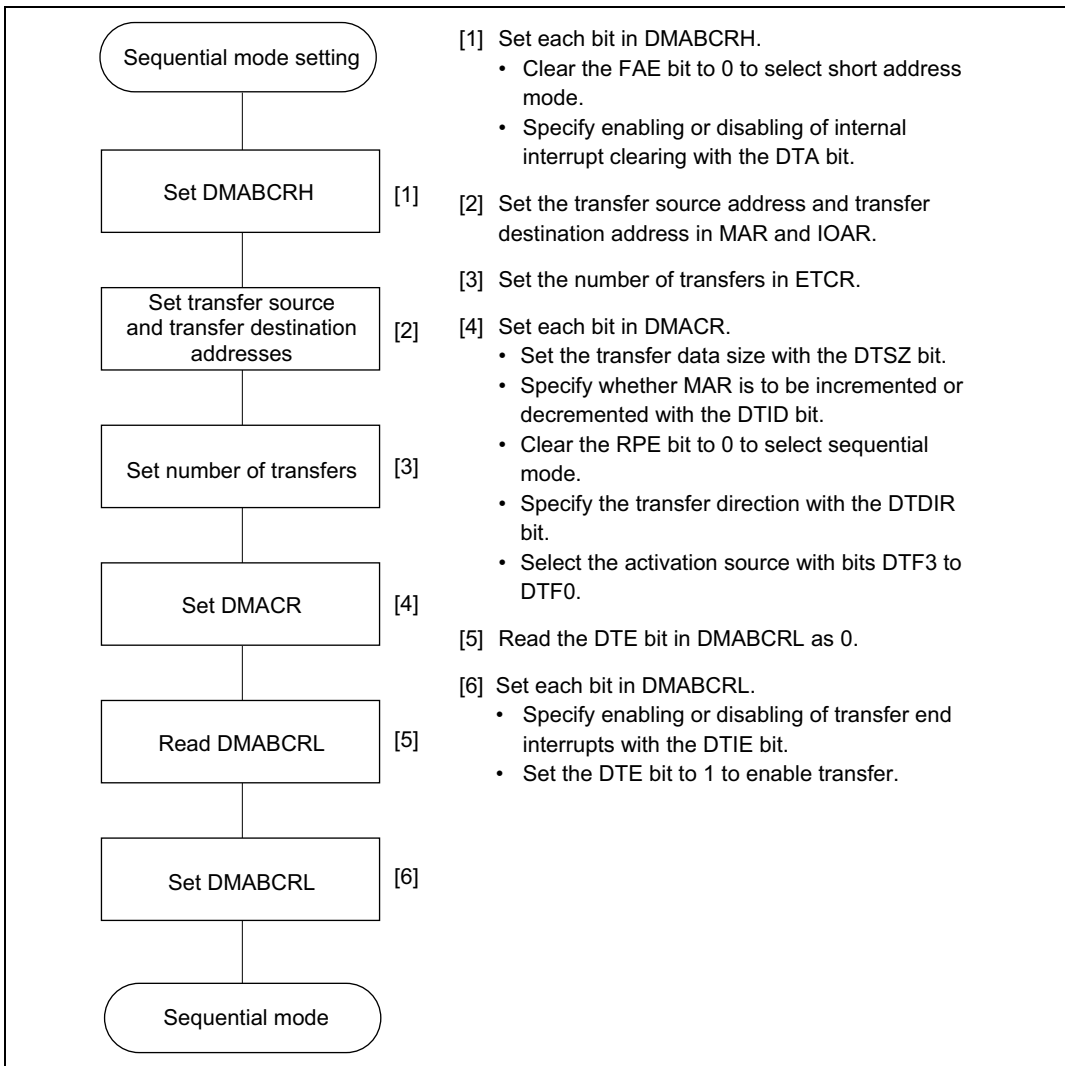 Sequential mode setting
Set DMABCRH
[1]
Set transfer source
and transfer destination
addresses
[2]
Set number of transfers
[3]
Set DMACR
[4]
Read DMABCRL
[5]
Set DMABCRL
[6]
Sequential mode
[1] Set each bit in DMABCRH.
• Clear the FAE bit to 0 to select short address
mode.
• Specify enabling or disabling of internal
interrupt clearing with the DTA bit.
[2] Set the transfer source address and transfer
destination address in MAR and IOAR.
[3] Set the number of transfers in ETCR.
[4] Set each bit in DMACR.
• Set the transfer data size with the DTSZ bit.
• Specify whether MAR is to be incremented or
decremented with the DTID bit.
• Clear the RPE bit to 0 to select sequential
mode.
• Specify the transfer direction with the DTDIR
bit.
• Select the activation source with bits DTF3 to
DTF0.
[5] Read the DTE bit in DMABCRL as 0.
[6] Set each bit in DMABCRL.
• Specify enabling or disabling of transfer end
interrupts with the DTIE bit.
• Set the DTE bit to 1 to enable transfer.